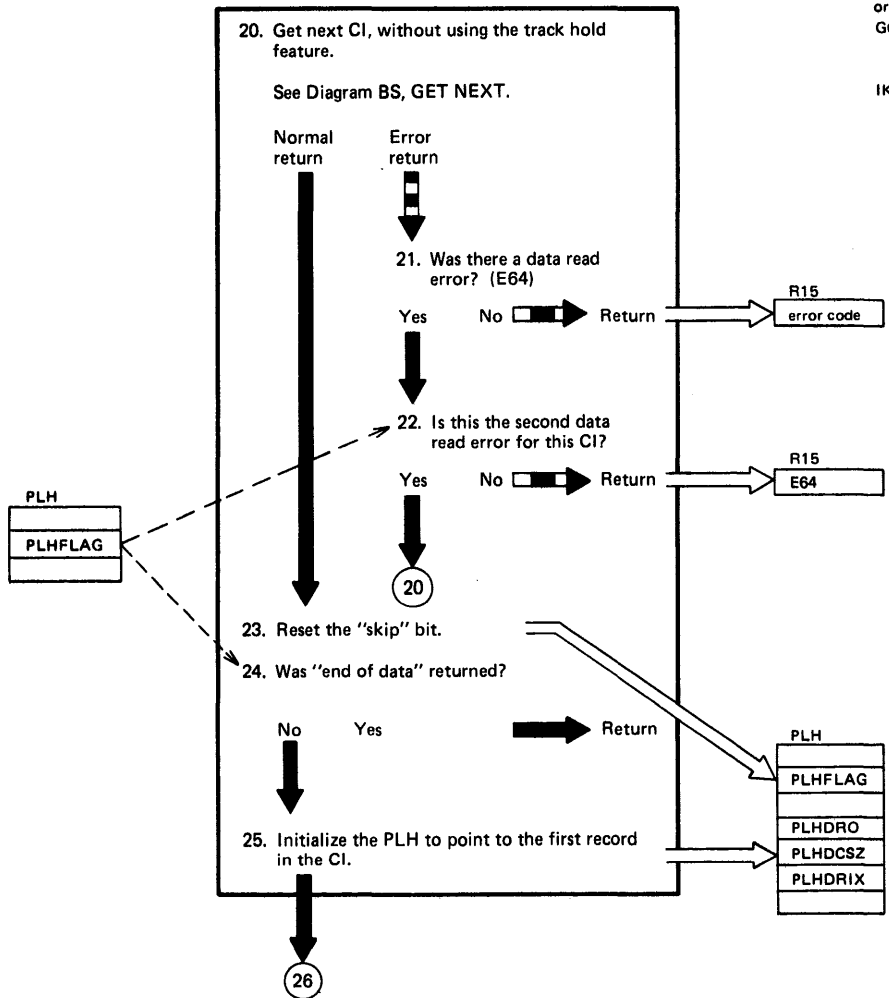 or
GO
IK
20. Get next CI, without using the track hold
feature.
See Diagram BS, GET NEXT.
Normal
return
Error
return
21. Was there a data read
error? (E64)
Yes No Return
R15
error code
22. Is this the second data
read error for this CI?
Yes No Return
R15
E64
PLH
PLHFLAG
20
23. Reset the "skip" bit.
24. Was "end of data" returned?
No Yes Return
PLH
PLHFLAG
PLHDRO
PLHDCSZ
PLHDRIX
25. Initialize the PLH to point to the first record
in the CI.
26